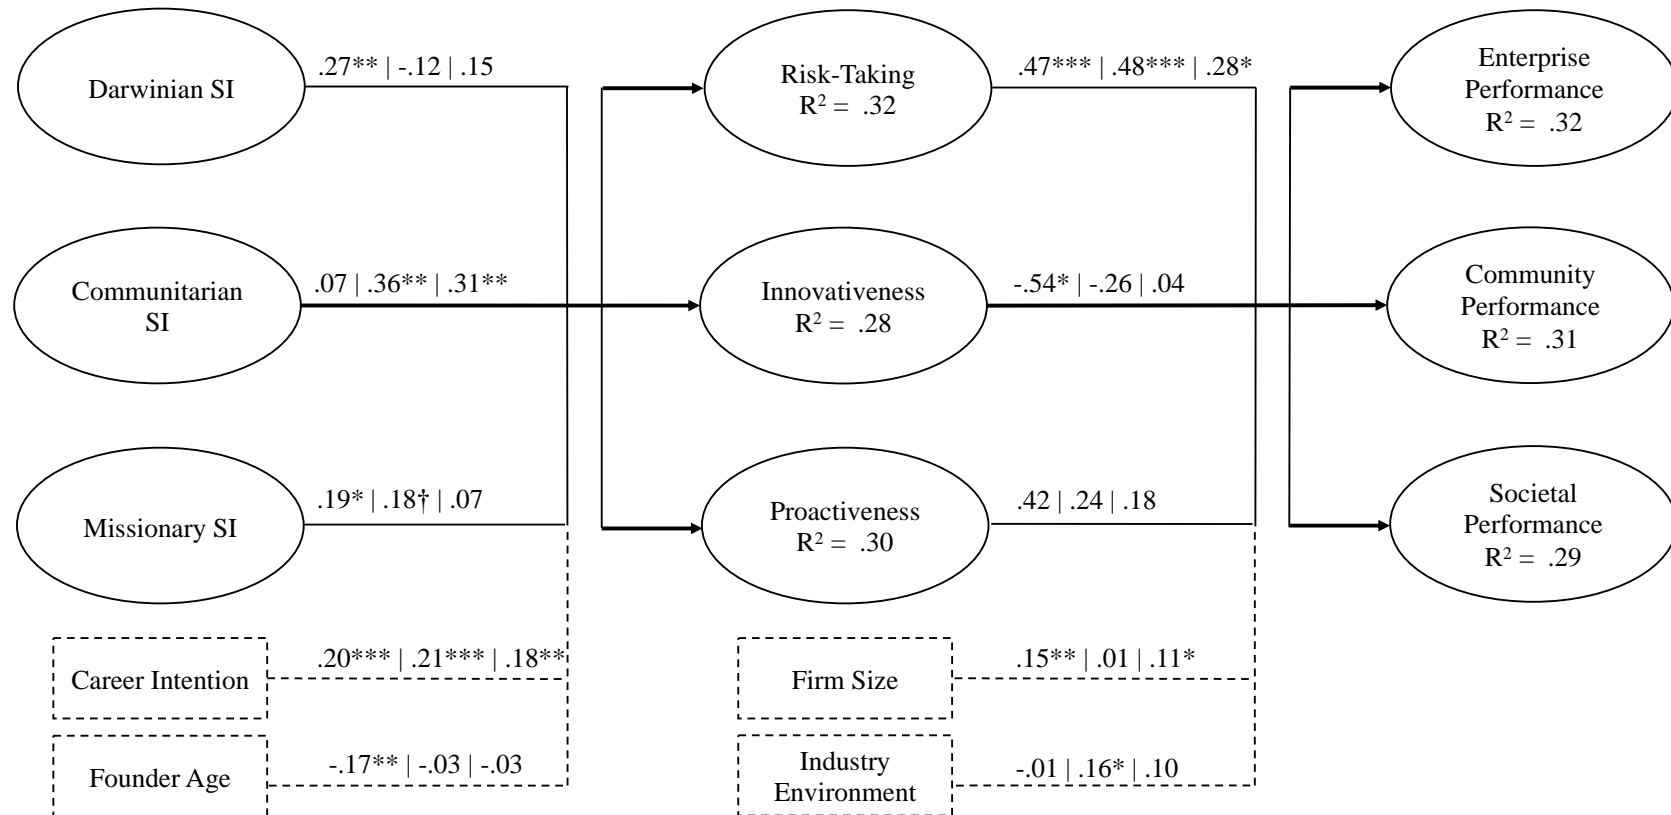 Darwinian SI
.27** | -.12 | .15
Risk-Taking
R² = .32
.47*** | .48*** | .28*
Enterprise
Performance
R² = .32
Communitarian
SI
.07 | .36** | .31**
Innovativeness
R² = .28
-.54* | -.26 | .04
Community
Performance
R² = .31
Missionary SI
.19* | .18† | .07
Proactiveness
R² = .30
.42 | .24 | .18
Societal
Performance
R² = .29
Career Intention
.20*** | .21*** | .18**
Firm Size
.15** | .01 | .11*
Founder Age
-.17** | -.03 | -.03
Industry
Environment
-.01 | .16* | .10